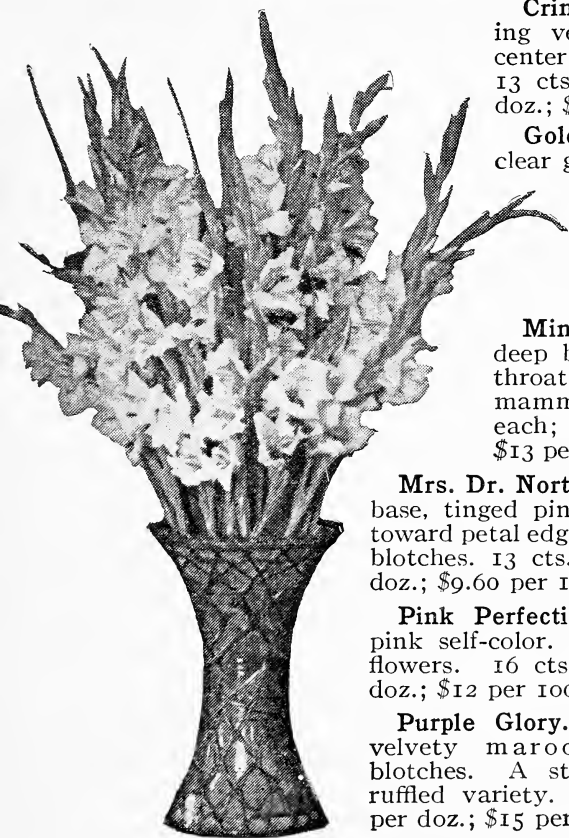 Crim
ing ve
center
13 cts
doz.; $
Gold
clear g
Min
deep b
throat
mamm
each;
$13 pe
Mrs. Dr. Nort
base, tinged pin
toward petal edg
blotches. 13 cts.
doz.; $9.60 per 1
Pink Perfecti
pink self-color.
flowers. 16 cts
doz.; $12 per 100
Purple Glory.
velvety maroo
blotches. A st
ruffled variety.
per doz.; $15 per